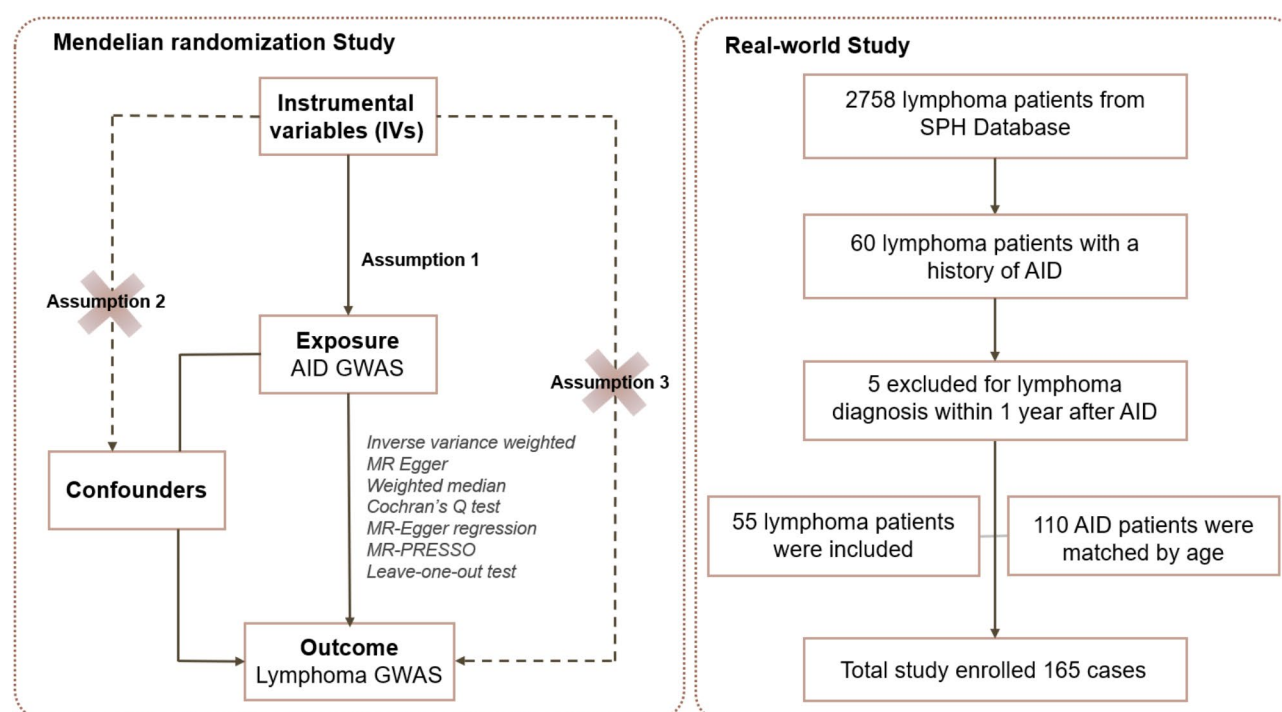 Mendelian randomization Study
Instrumental
variables (IVs)
Assumption 1
Assumption 2
Exposure
AID GWAS
Assumption 3
Inverse variance weighted
MR Egger
Weighted median
Cochran's Q test
MR-Egger regression
MR-PRESSO
Leave-one-out test
Confounders
Outcome
Lymphoma GWAS
Real-world Study
2758 lymphoma patients from
SPH Database
60 lymphoma patients with a
history of AID
5 excluded for lymphoma
diagnosis within 1 year after AID
55 lymphoma patients
were included
110 AID patients were
matched by age
Total study enrolled 165 cases